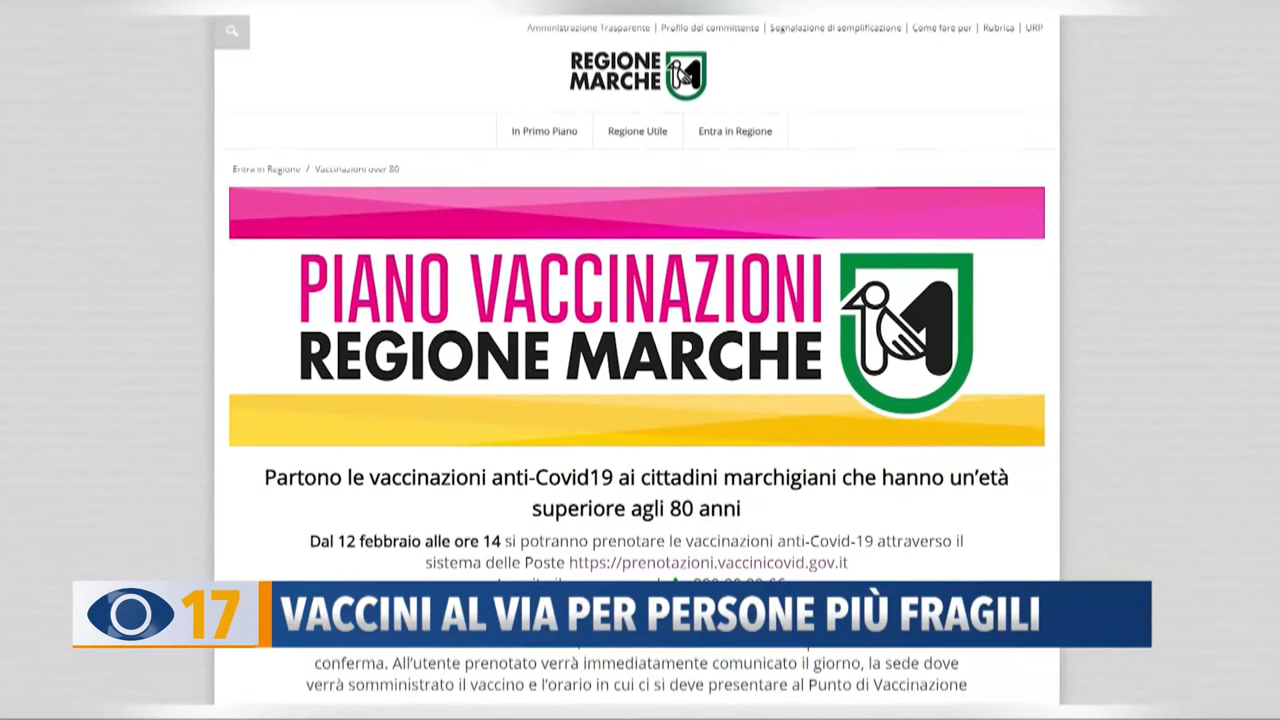 Amministrazione Trasparente | Profilo del committente | Segnalazione di semplificazione | Come fare per | Rubrica | URP
REGIONE
MARCHE
In Primo Piano
Regione Utile
Entra in Regione
Entra in Regione / Vaccinazioni over 80
PIANO VACCINAZIONI
REGIONE MARCHE
Partono le vaccinazioni anti-Covid19 ai cittadini marchigiani che hanno un'età
superiore agli 80 anni
Dal 12 febbraio alle ore 14 si potranno prenotare le vaccinazioni anti-Covid-19 attraverso il
sistema delle Poste https://prenotazioni.vaccinicovid.gov.it
17 VACCINI AL VIA PER PERSONE PIÙ FRAGILI
conferma. All'utente prenotato verrà immediatamente comunicato il giorno, la sede dove
verrà somministrato il vaccino e l'orario in cui ci si deve presentare al Punto di Vaccinazione